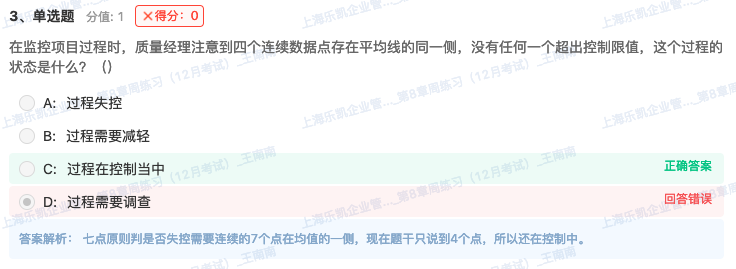 3、单选题 分值: 1 ✕得分：0
在监控项目过程时，质量经理注意到四个连续数据点存在平均线的同一侧，没有任何一个超出控制限值，这个过程的
状态是什么？（）
A: 过程失控
B: 过程需要减轻
C: 过程在控制当中 正确答案
D: 过程需要调查 回答错误
答案解析： 七点原则判是否失控需要连续的7个点在均值的一侧，现在题干只说到4个点，所以还在控制中。
上海乐凯企业管..._第8章周练习（12月考试）_王南南